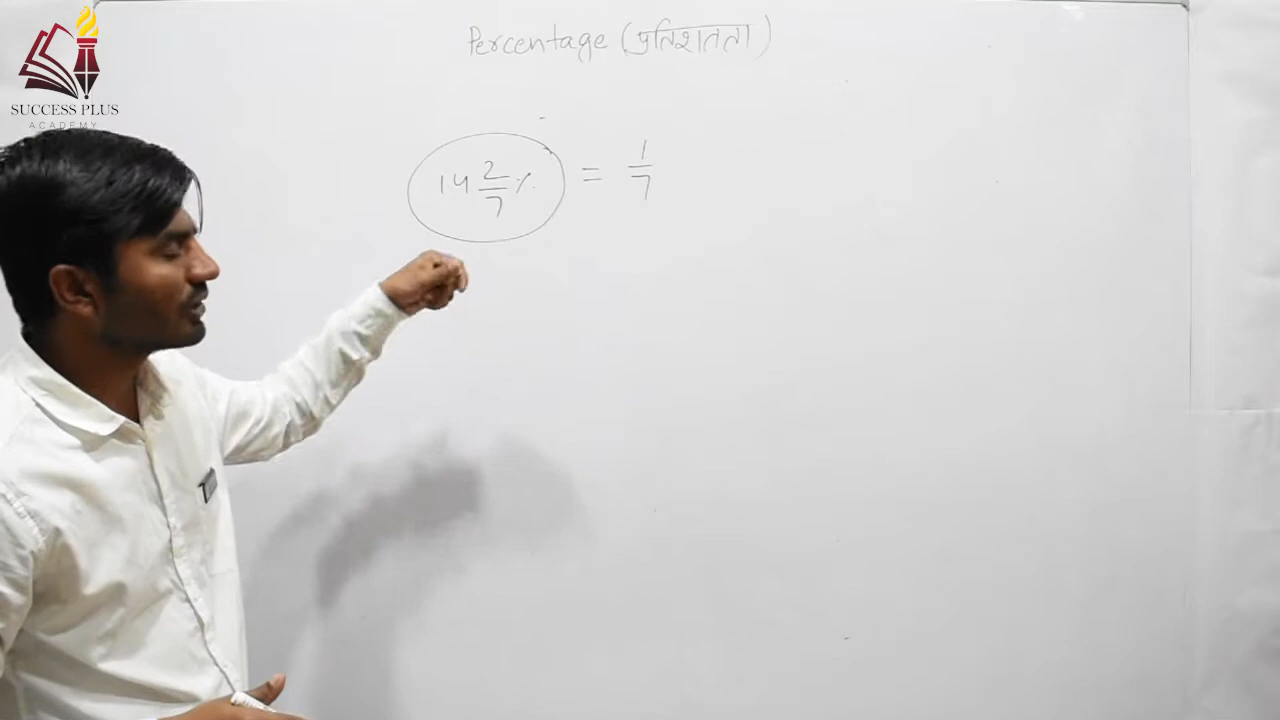 SUCCESS PLUS
ACADEMY
Percentage (प्रतिशतता)
14 2/7 % = 1/7